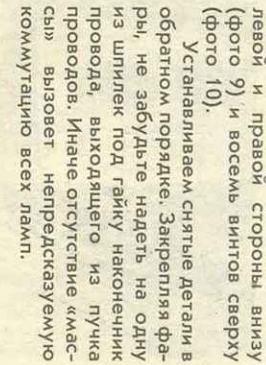 левой и правой стороны внизу
(фото 9) и восемь винтов сверху
(фото 10).
Устанавливаем снятые детали в
обратном порядке. Закрепляя фа-
ры, не забудьте надеть на одну
из шпилек под гайку наконечник
провода, выходящего из пучка
проводов. Иначе отсутствие «мас-
сы» вызовет непредсказуемую
коммутацию всех ламп.